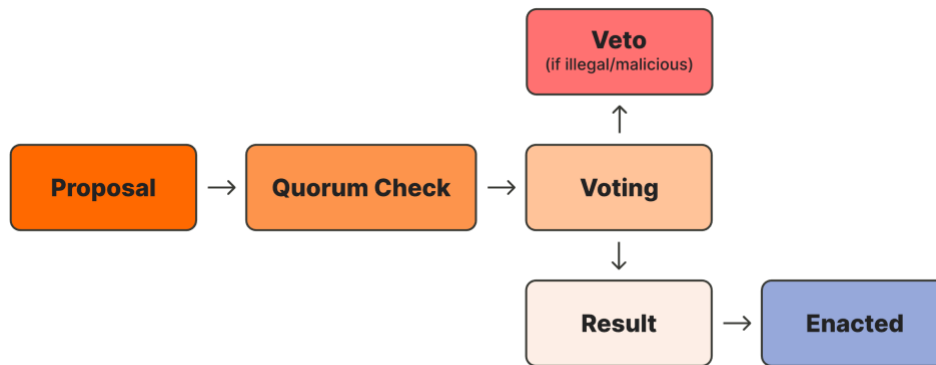 Veto
(if illegal/malicious)
Proposal
Quorum Check
Voting
Result
Enacted